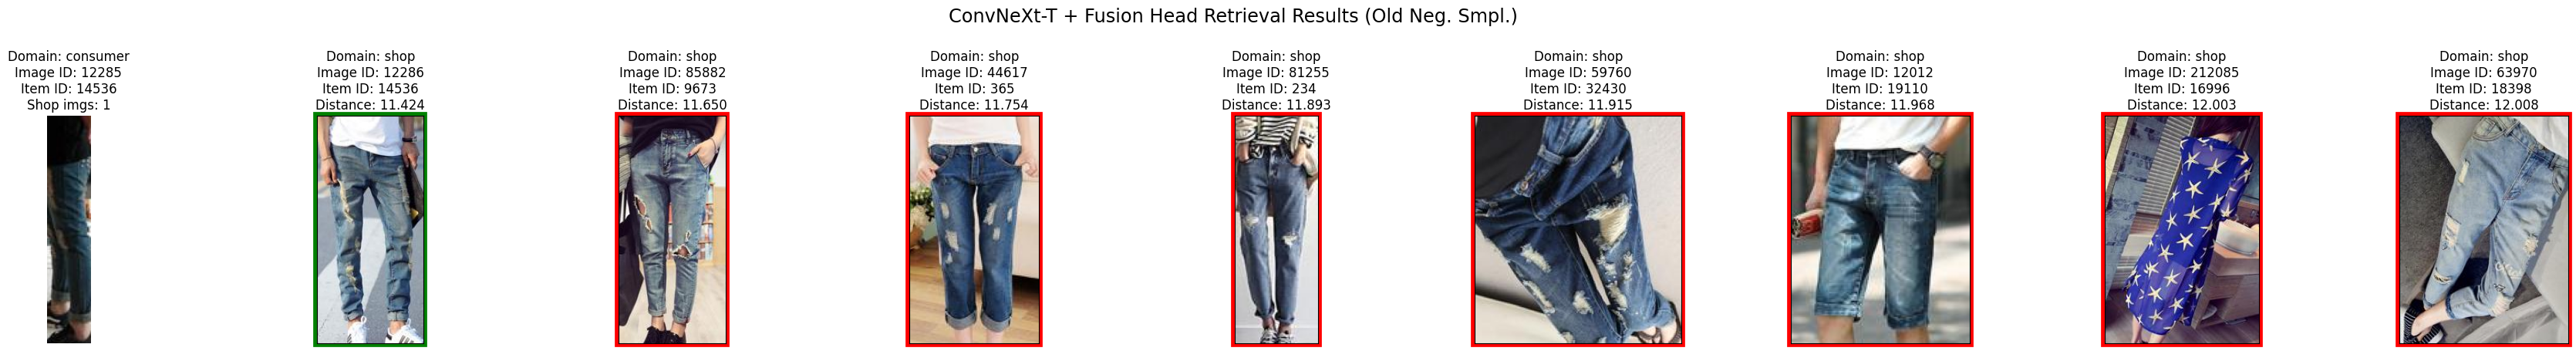 ConvNeXt-T + Fusion Head Retrieval Results (Old Neg. Smpl.)
Domain: consumer
Image ID: 12285
Item ID: 14536
Shop imgs: 1
Domain: shop
Image ID: 12286
Item ID: 14536
Distance: 11.424
Domain: shop
Image ID: 85882
Item ID: 9673
Distance: 11.650
Domain: shop
Image ID: 44617
Item ID: 365
Distance: 11.754
Domain: shop
Image ID: 81255
Item ID: 234
Distance: 11.893
Domain: shop
Image ID: 59760
Item ID: 32430
Distance: 11.915
Domain: shop
Image ID: 12012
Item ID: 19110
Distance: 11.968
Domain: shop
Image ID: 212085
Item ID: 16996
Distance: 12.003
Domain: shop
Image ID: 63970
Item ID: 18398
Distance: 12.008